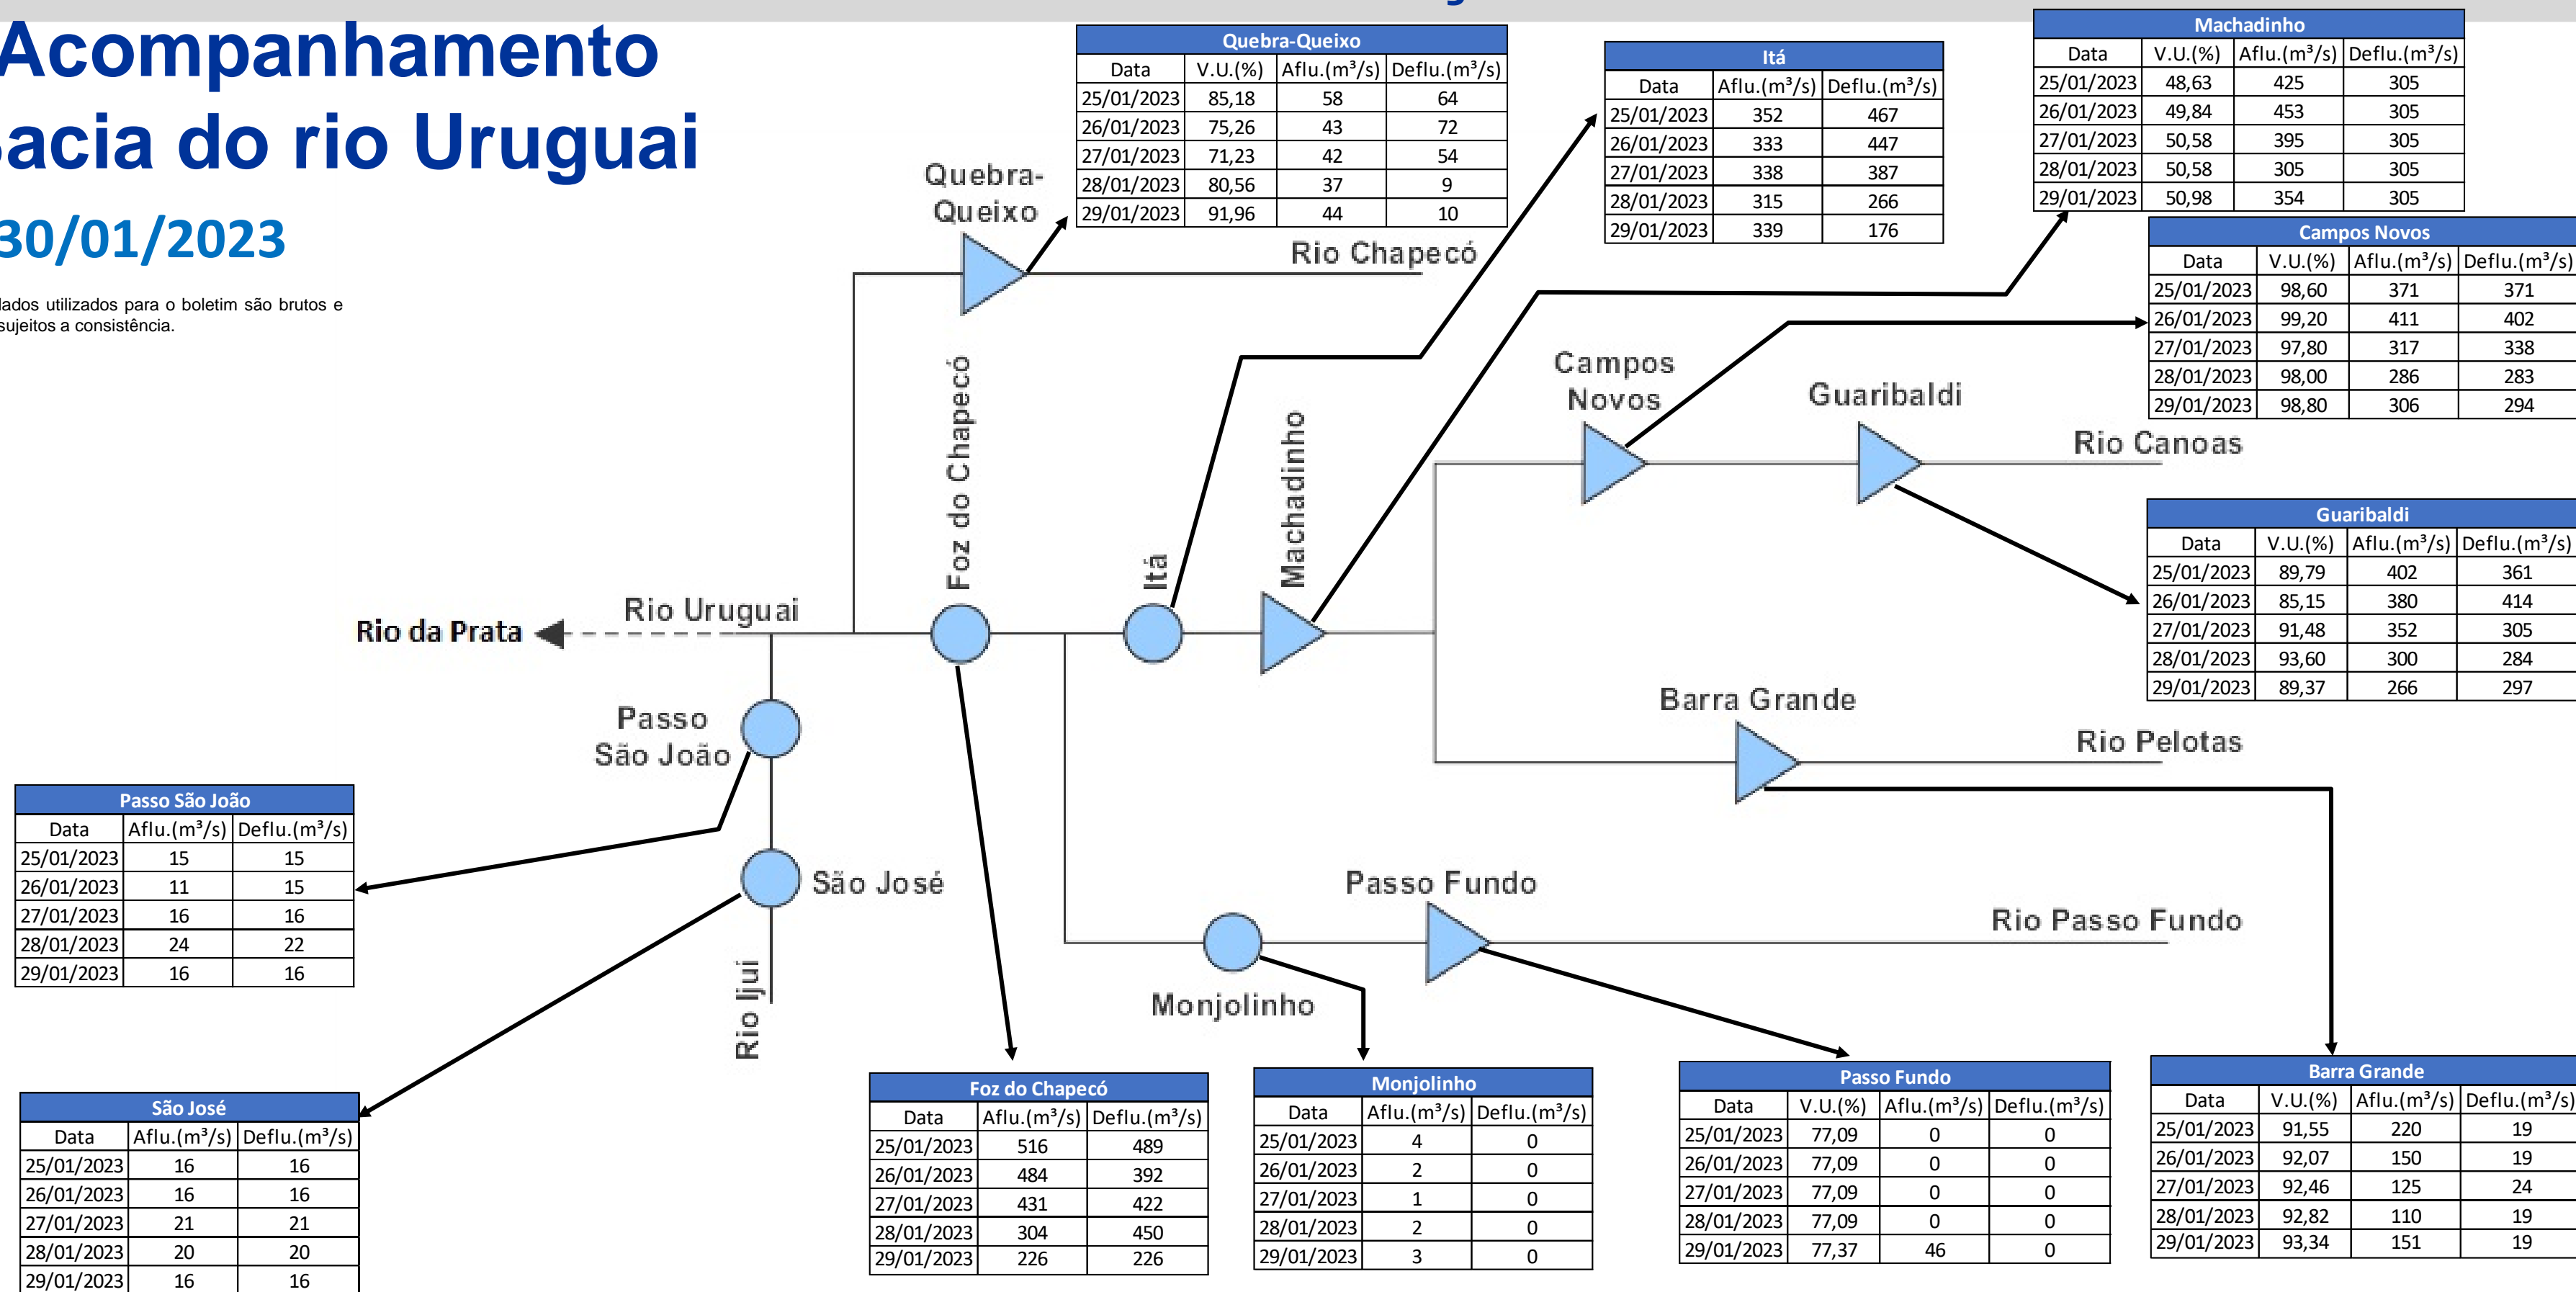 Acompanhamento
Bacia do rio Uruguai
30/01/2023
dados utilizados para o boletim são brutos e
sujeitos a consistência.
Quebra-Queixo
Data V.U.(%) Aflu.(m³/s) Deflu.(m³/s)
25/01/2023 85,18 58 64
26/01/2023 75,26 43 72
27/01/2023 71,23 42 54
28/01/2023 80,56 37 9
29/01/2023 91,96 44 10
Itá
Data Aflu.(m³/s) Deflu.(m³/s)
25/01/2023 352 467
26/01/2023 333 447
27/01/2023 338 387
28/01/2023 315 266
29/01/2023 339 176
Machadinho
Data V.U.(%) Aflu.(m³/s) Deflu.(m³/s)
25/01/2023 48,63 425 305
26/01/2023 49,84 453 305
27/01/2023 50,58 395 305
28/01/2023 50,58 305 305
29/01/2023 50,98 354 305
Campos Novos
Data V.U.(%) Aflu.(m³/s) Deflu.(m³/s)
25/01/2023 98,60 371 371
26/01/2023 99,20 411 402
27/01/2023 97,80 317 338
28/01/2023 98,00 286 283
29/01/2023 98,80 306 294
Quebra-
Queixo
Rio Chapecó
Foz do Chapecó
Itá
Machadinho
Campos
Novos
Guaribaldi
Rio Canoas
Guaribaldi
Data V.U.(%) Aflu.(m³/s) Deflu.(m³/s)
25/01/2023 89,79 402 361
26/01/2023 85,15 380 414
27/01/2023 91,48 352 305
28/01/2023 93,60 300 284
29/01/2023 89,37 266 297
Rio da Prata
Rio Uruguai
Passo
São João
Barra Grande
Rio Pelotas
São José
Rio Ijuí
Passo Fundo
Rio Passo Fundo
Monjolinho
Passo São João
Data Aflu.(m³/s) Deflu.(m³/s)
25/01/2023 15 15
26/01/2023 11 15
27/01/2023 16 16
28/01/2023 24 22
29/01/2023 16 16
São José
Data Aflu.(m³/s) Deflu.(m³/s)
25/01/2023 16 16
26/01/2023 16 16
27/01/2023 21 21
28/01/2023 20 20
29/01/2023 16 16
Foz do Chapecó
Data Aflu.(m³/s) Deflu.(m³/s)
25/01/2023 516 489
26/01/2023 484 392
27/01/2023 431 422
28/01/2023 304 450
29/01/2023 226 226
Monjolinho
Data Aflu.(m³/s) Deflu.(m³/s)
25/01/2023 4 0
26/01/2023 2 0
27/01/2023 1 0
28/01/2023 2 0
29/01/2023 3 0
Passo Fundo
Data V.U.(%) Aflu.(m³/s) Deflu.(m³/s)
25/01/2023 77,09 0 0
26/01/2023 77,09 0 0
27/01/2023 77,09 0 0
28/01/2023 77,09 0 0
29/01/2023 77,37 46 0
Barra Grande
Data V.U.(%) Aflu.(m³/s) Deflu.(m³/s)
25/01/2023 91,55 220 19
26/01/2023 92,07 150 19
27/01/2023 92,46 125 24
28/01/2023 92,82 110 19
29/01/2023 93,34 151 19